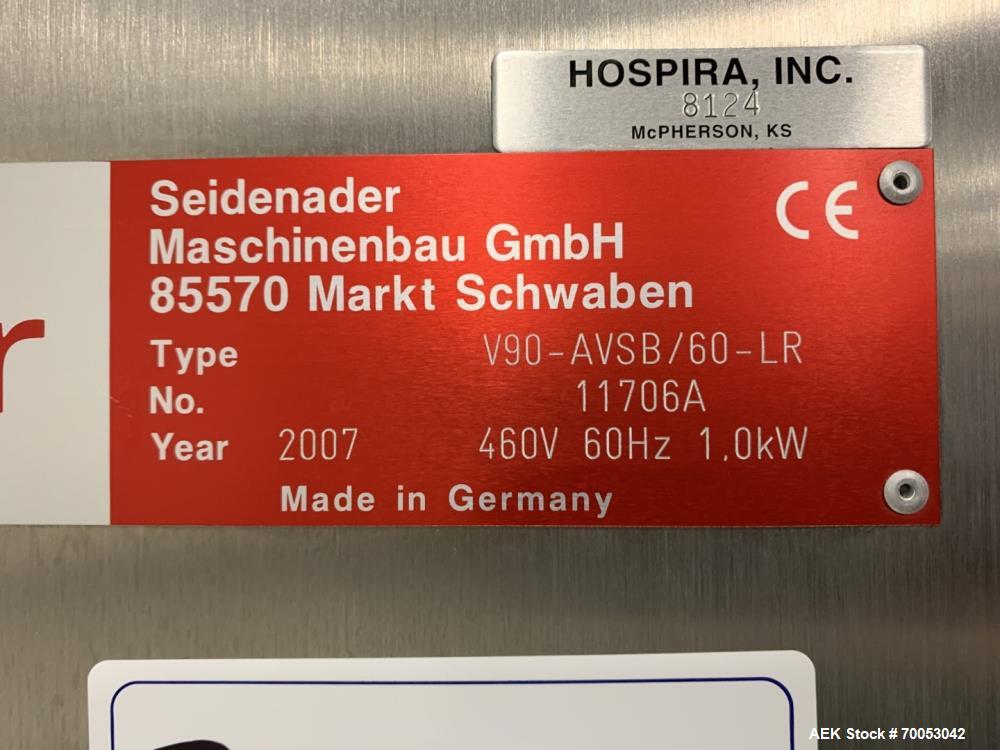 HOSPIRA, INC.
8124
McPHERSON, KS
r
Seidenader
Maschinenbau GmbH
85570 Markt Schwaben
CE
Type V90-AVSB/60-LR
No. 11706A
Year 2007 460V 60Hz 1.0kW
Made in Germany
AEK Stock # 70053042